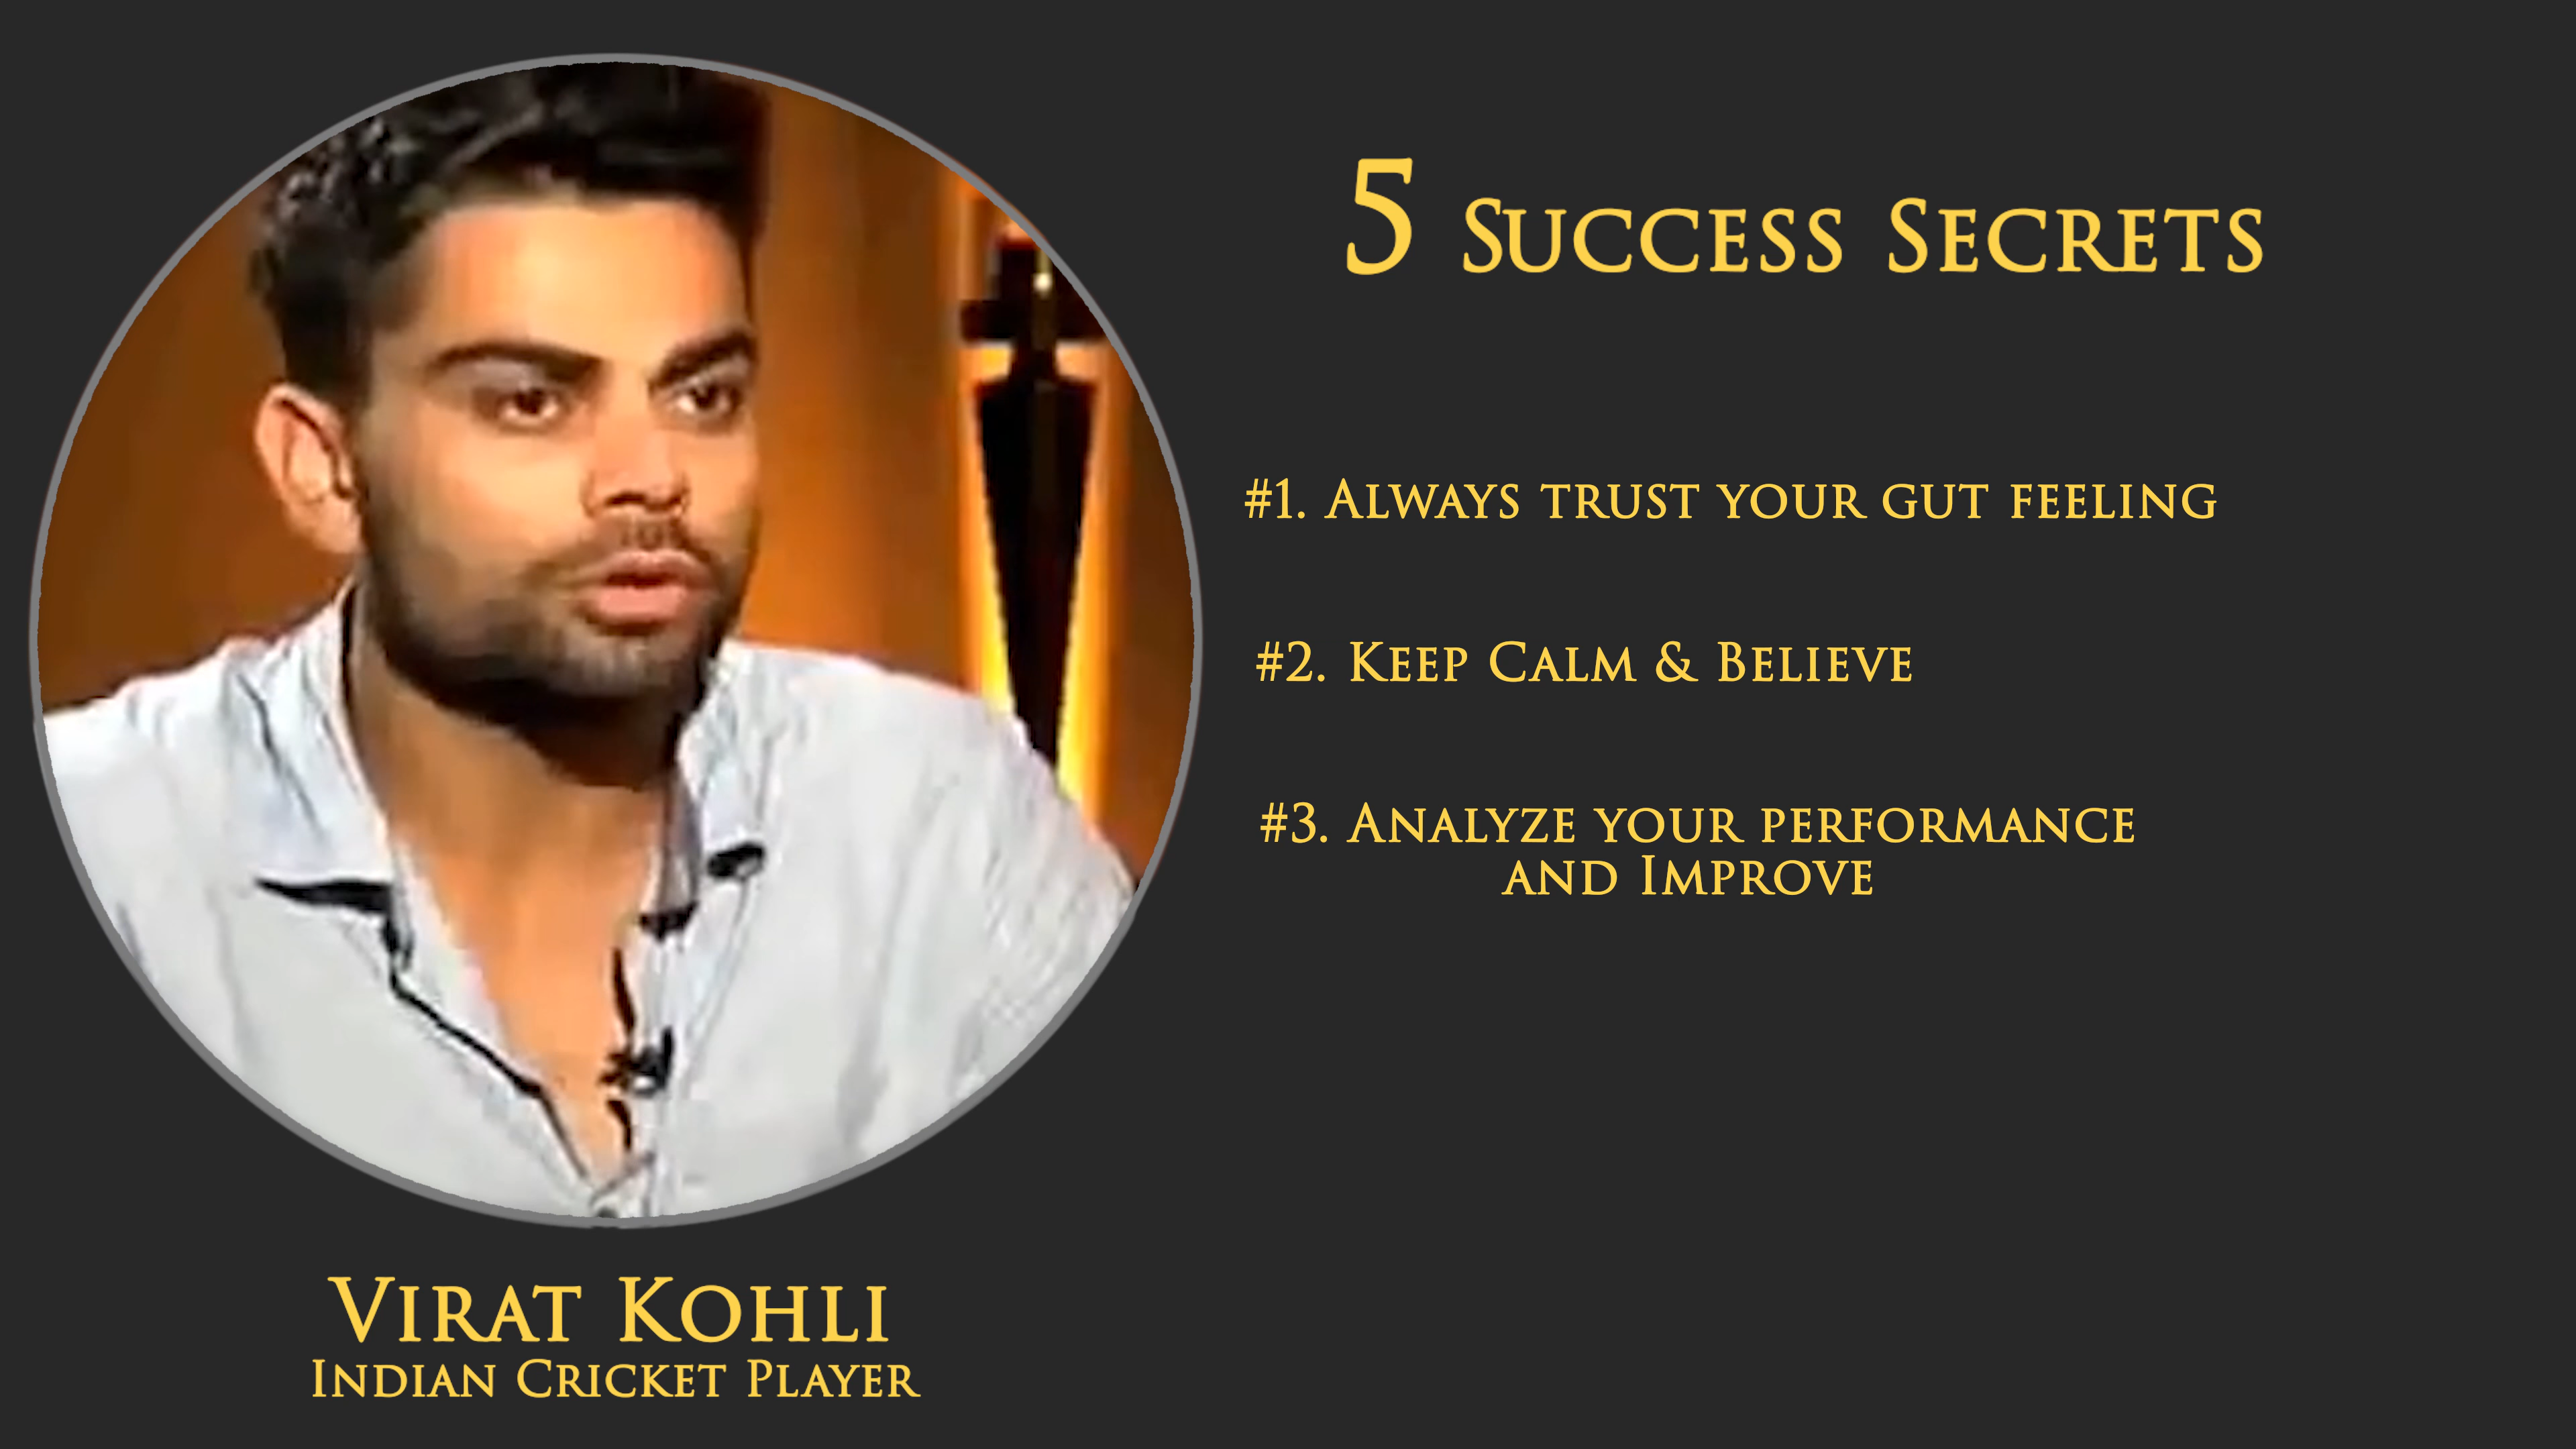 5 Success Secrets
#1. Always trust your gut feeling
#2. Keep Calm & Believe
#3. Analyze your performance
and Improve
Virat Kohli
Indian Cricket Player